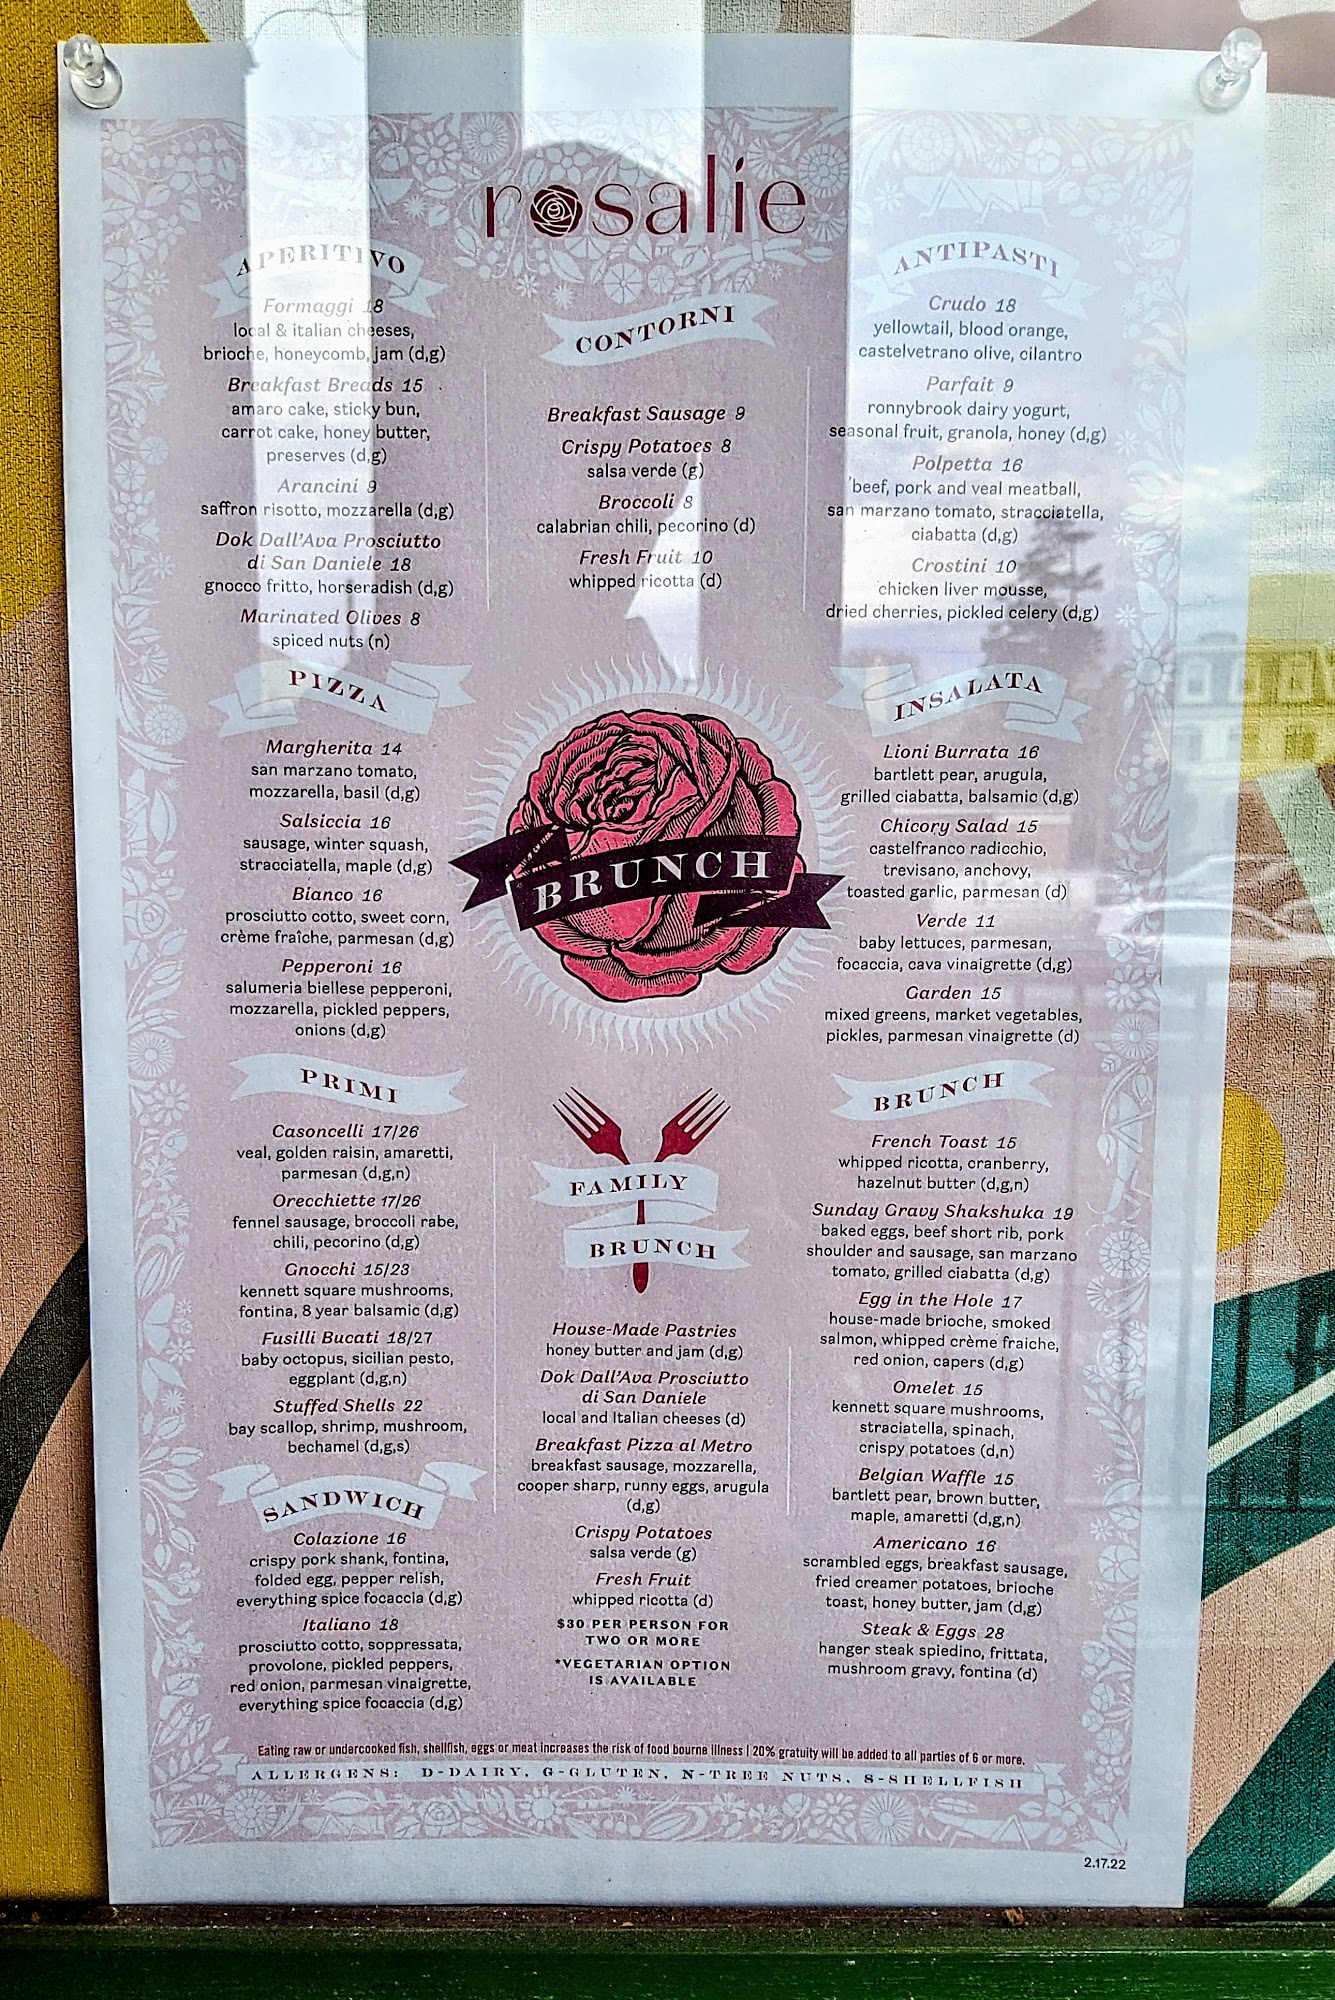 rosalie
APERITIVO
Formaggi 18
local & italian cheeses,
brioche, honeycomb, jam (d,g)
Breakfast Breads 15
amaro cake, sticky bun,
carrot cake, honey butter,
preserves (d,g)
Arancini 9
saffron risotto, mozzarella (d,g)
Dok Dall'Ava Prosciutto
di San Daniele 18
gnocco fritto, horseradish (d,g)
Marinated Olives 8
spiced nuts (n)
CONTORNI
Breakfast Sausage 9
Crispy Potatoes 8
salsa verde (g)
Broccoli 8
calabrian chili, pecorino (d)
Fresh Fruit 10
whipped ricotta (d)
ANTIPASTI
Crudo 18
yellowtail, blood orange,
castelvetrano olive, cilantro
Parfait 9
ronnybrook dairy yogurt,
seasonal fruit, granola, honey (d,g)
Polpetta 16
beef, pork and veal meatball,
san marzano tomato, stracciatella,
ciabatta (d,g)
Crostini 10
chicken liver mousse,
dried cherries, pickled celery (d,g)
PIZZA
Margherita 14
san marzano tomato,
mozzarella, basil (d,g)
Salsiccia 16
sausage, winter squash,
stracciatella, maple (d,g)
Bianco 16
prosciutto cotto, sweet corn,
crème fraîche, parmesan (d,g)
Pepperoni 16
salumeria biellese pepperoni,
mozzarella, pickled peppers,
onions (d,g)
BRUNCH
INSALATA
Lioni Burrata 16
bartlett pear, arugula,
grilled ciabatta, balsamic (d,g)
Chicory Salad 15
castelfranco radicchio,
trevisano, anchovy,
toasted garlic, parmesan (d)
Verde 11
baby lettuces, parmesan,
focaccia, cava vinaigrette (d,g)
Garden 15
mixed greens, market vegetables,
pickles, parmesan vinaigrette (d)
PRIMI
Casoncelli 17/26
veal, golden raisin, amaretti,
parmesan (d,g,n)
Orecchiette 17/26
fennel sausage, broccoli rabe,
chili, pecorino (d,g)
Gnocchi 15/23
kennett square mushrooms,
fontina, 8 year balsamic (d,g)
Fusilli Bucati 18/27
baby octopus, sicilian pesto,
eggplant (d,g,n)
Stuffed Shells 22
bay scallop, shrimp, mushroom,
bechamel (d,g,s)
SANDWICH
Colazione 16
crispy pork shank, fontina,
folded egg, pepper relish,
everything spice focaccia (d,g)
Italiano 18
prosciutto cotto, soppressata,
provolone, pickled peppers,
red onion, parmesan vinaigrette,
everything spice focaccia (d,g)
FAMILY
BRUNCH
House-Made Pastries
honey butter and jam (d,g)
Dok Dall'Ava Prosciutto
di San Daniele
local and Italian cheeses (d)
Breakfast Pizza al Metro
breakfast sausage, mozzarella,
cooper sharp, runny eggs, arugula
(d,g)
Crispy Potatoes
salsa verde (g)
Fresh Fruit
whipped ricotta (d)
$30 PER PERSON FOR
TWO OR MORE
*VEGETARIAN OPTION
IS AVAILABLE
BRUNCH
French Toast 15
whipped ricotta, cranberry,
hazelnut butter (d,g,n)
Sunday Gravy Shakshuka 19
baked eggs, beef short rib, pork
shoulder and sausage, san marzano
tomato, grilled ciabatta (d,g)
Egg in the Hole 17
house-made brioche, smoked
salmon, whipped crème fraiche,
red onion, capers (d,g)
Omelet 15
kennett square mushrooms,
straciatella, spinach,
crispy potatoes (d,n)
Belgian Waffle 15
bartlett pear, brown butter,
maple, amaretti (d,g,n)
Americano 16
scrambled eggs, breakfast sausage,
fried creamer potatoes, brioche
toast, honey butter, jam (d,g)
Steak & Eggs 28
hanger steak spiedino, frittata,
mushroom gravy, fontina (d)
Eating raw or undercooked fish, shellfish, eggs or meat increases the risk of food bourne illness | 20% gratuity will be added to all parties of 6 or more.
ALLERGENS: D-DAIRY, G-GLUTEN, N-TREE NUTS, S-SHELLFISH
2.17.22